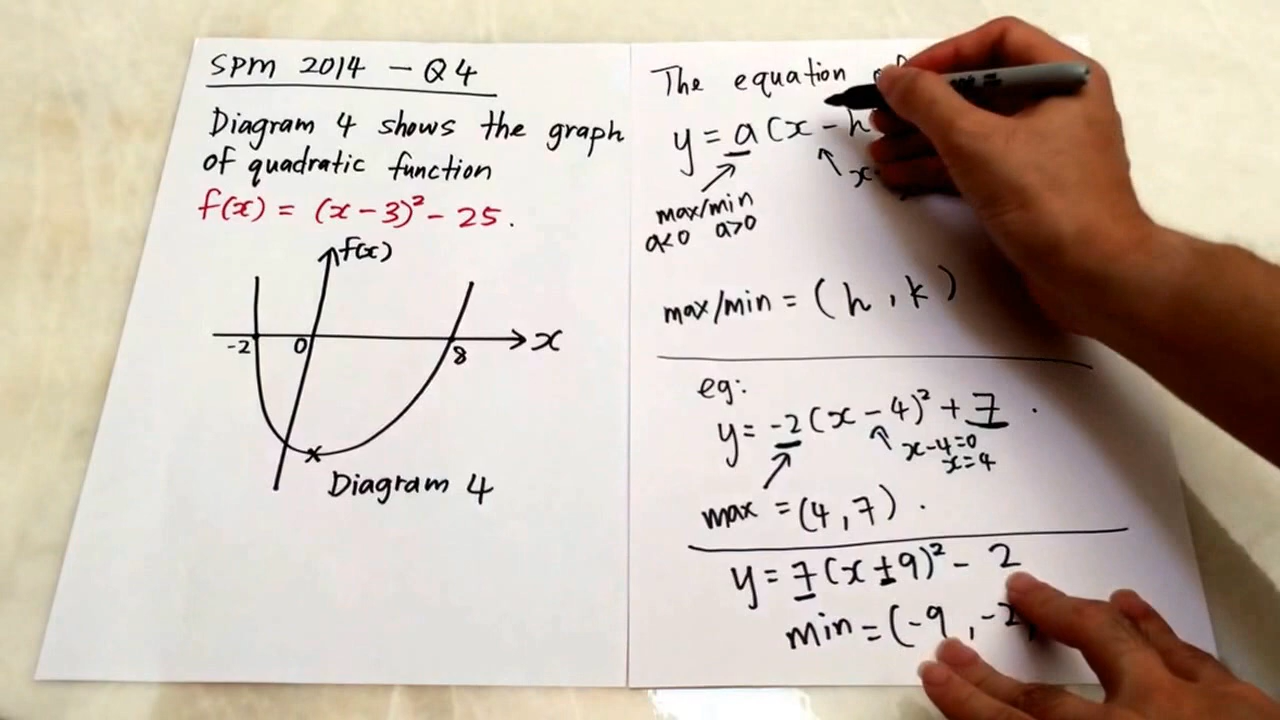 SPM 2014 - Q4
Diagram 4 shows the graph
of quadratic function
f(x) = (x-3)² - 25.
f(x)
-2 0 8 x
Diagram 4
The equation
y = a(x - h
x
max/min
a<0 a>0
max/min = (h, k)
eg:
y = -2(x - 4)² + 7.
x-4=0
x=4
max = (4, 7).
y = 7(x+9)² - 2
min = (-9, -2